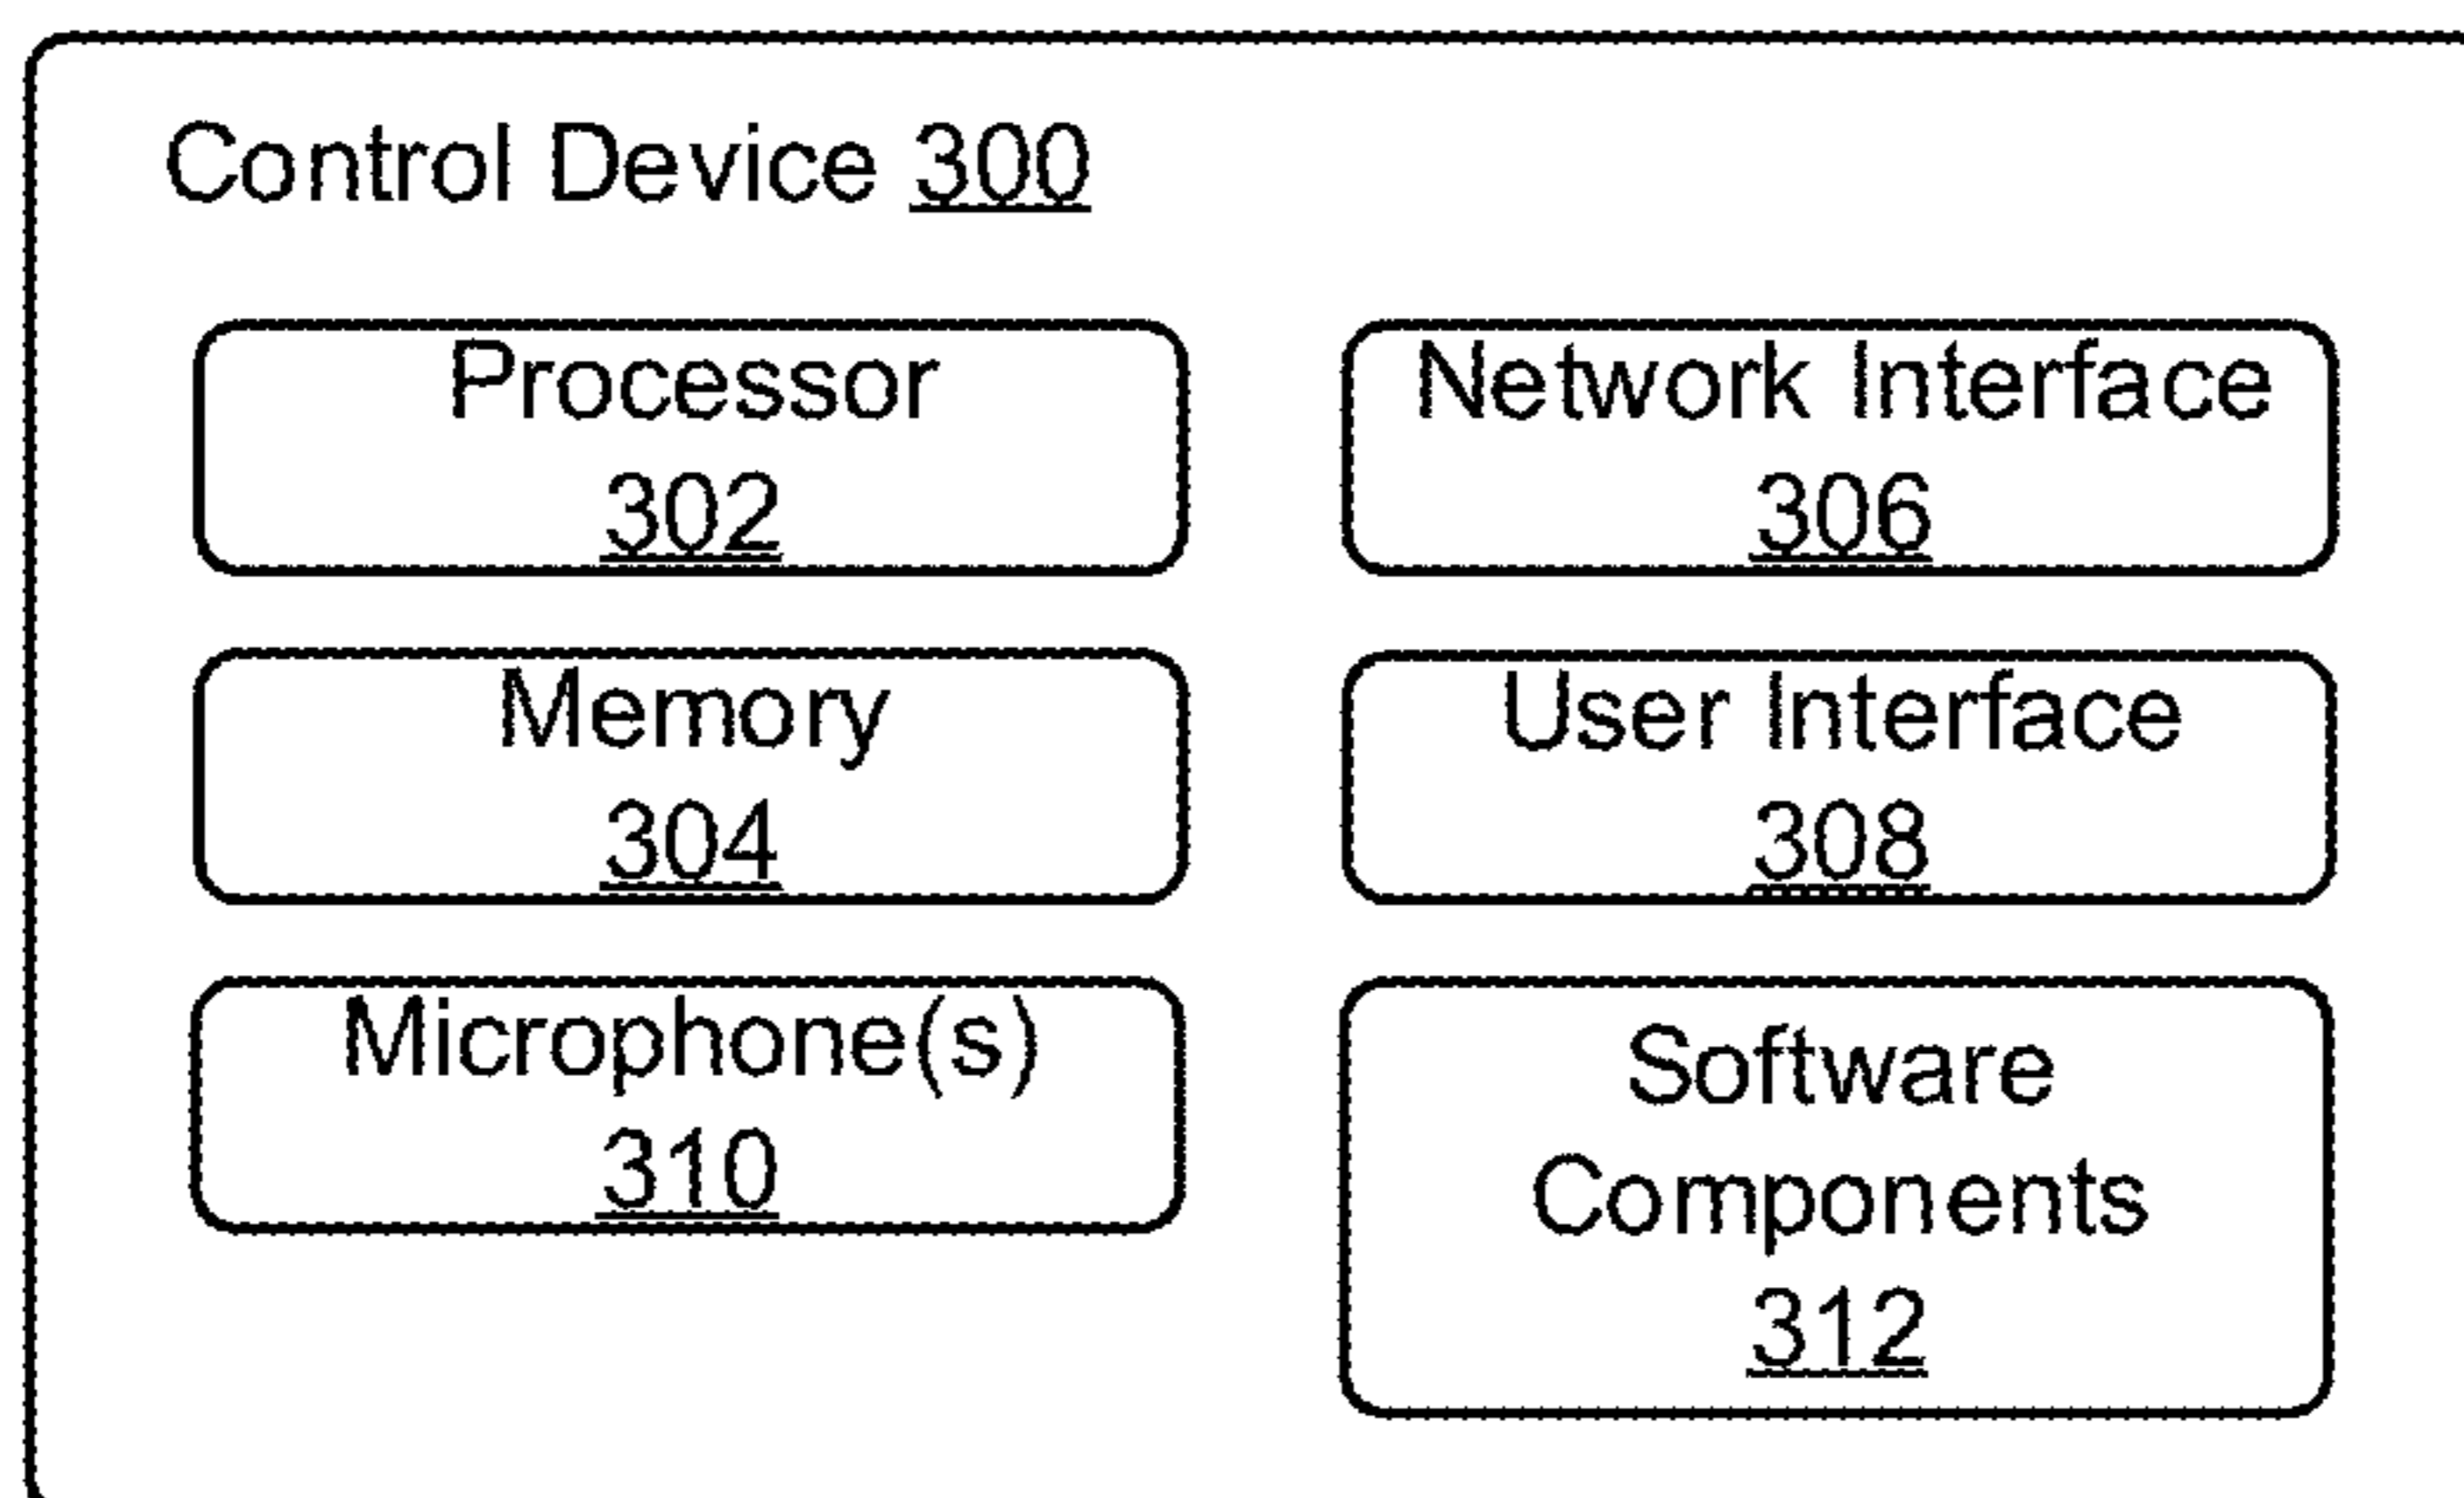 Control Device 300
Processor
302
Network Interface
306
Memory
304
User Interface
308
Microphone(s)
310
Software
Components
312